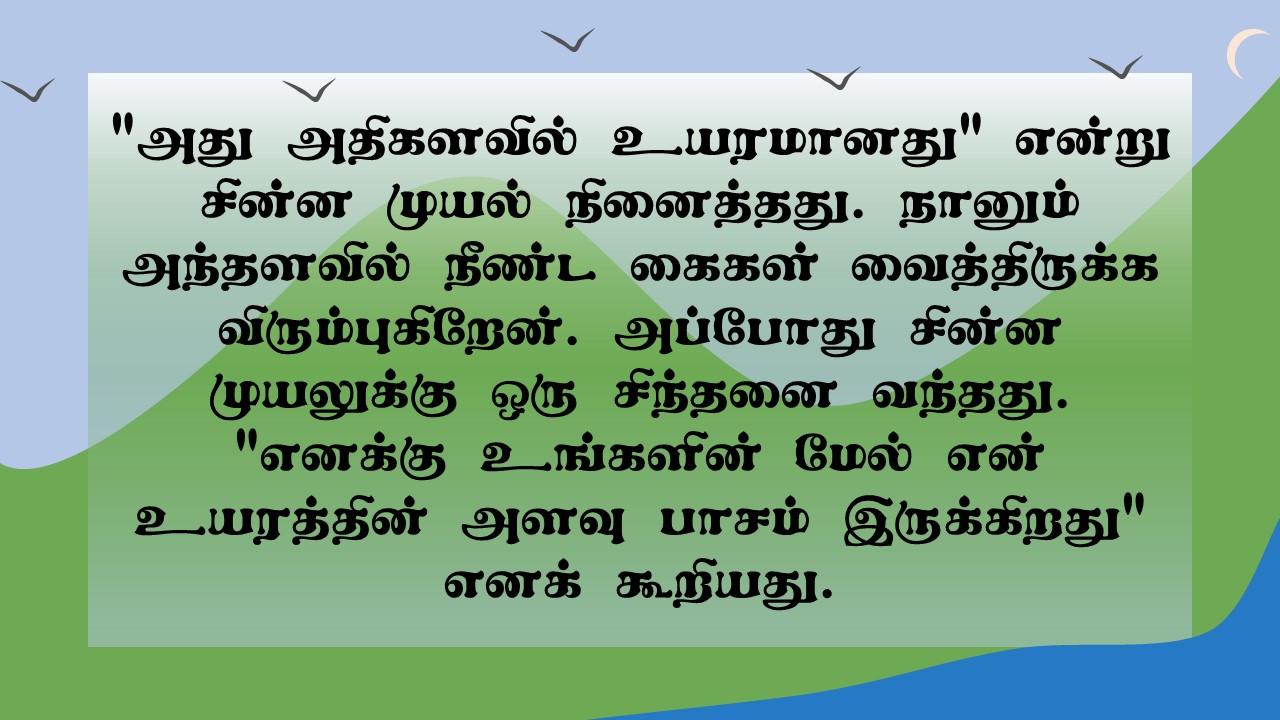 "அது அதிகளவில் உயரமானது" என்று
சின்ன முயல் நினைத்தது. நானும்
அந்தளவில் நீண்ட கைகள் வைத்திருக்க
விரும்புகிறேன். அப்போது சின்ன
முயலுக்கு ஒரு சிந்தனை வந்தது.
"எனக்கு உங்களின் மேல் என்
உயரத்தின் அளவு பாசம் இருக்கிறது"
எனக் கூறியது.